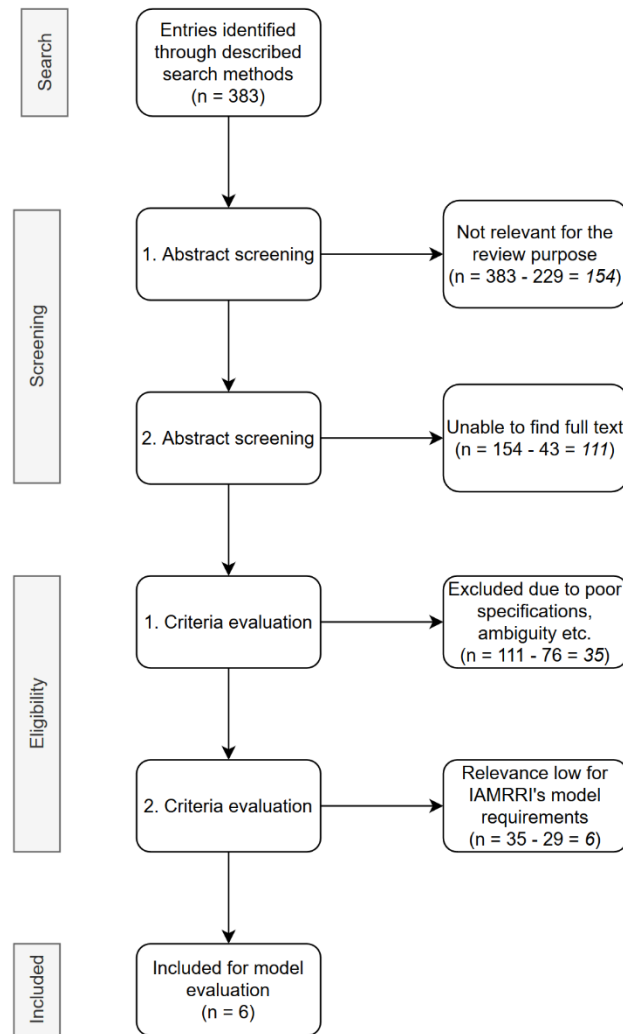 Search
Entries identified
through described
search methods
(n = 383)
Screening
1. Abstract screening
Not relevant for the
review purpose
(n = 383 - 229 = 154)
2. Abstract screening
Unable to find full text
(n = 154 - 43 = 111)
Eligibility
1. Criteria evaluation
Excluded due to poor
specifications,
ambiguity etc.
(n = 111 - 76 = 35)
2. Criteria evaluation
Relevance low for
IAMRRI's model
requirements
(n = 35 - 29 = 6)
Included
Included for model
evaluation
(n = 6)